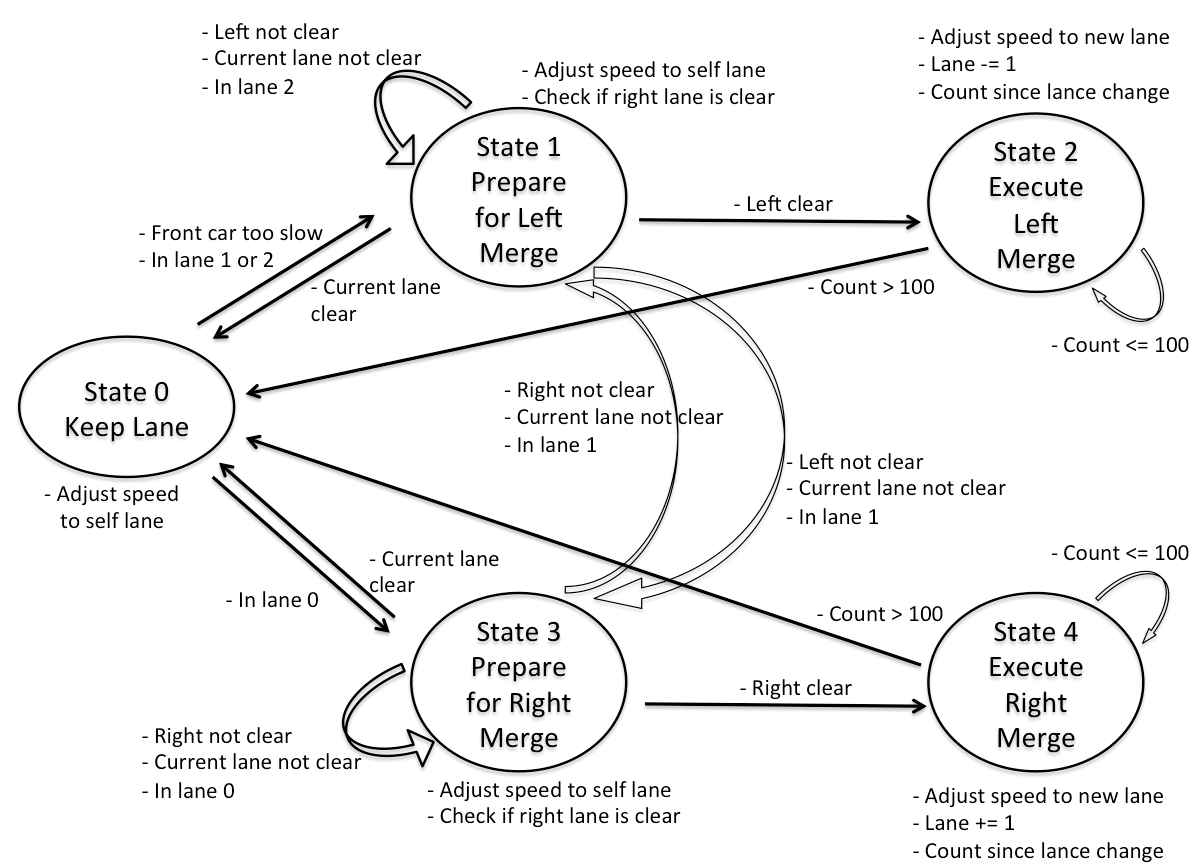 - Left not clear
- Current lane not clear
- In lane 2
- Adjust speed to self lane
- Check if right lane is clear
- Adjust speed to new lane
- Lane -= 1
- Count since lance change
State 1
Prepare
for Left
Merge
State 2
Execute
Left
Merge
- Left clear
- Front car too slow
- In lane 1 or 2
- Current lane
clear
- Count > 100
- Count <= 100
State 0
Keep Lane
- Adjust speed
to self lane
- Right not clear
- Current lane not clear
- In lane 1
- Left not clear
- Current lane not clear
- In lane 1
- Current lane
clear
- In lane 0
- Count > 100
- Count <= 100
State 3
Prepare
for Right
Merge
State 4
Execute
Right
Merge
- Right clear
- Right not clear
- Current lane not clear
- In lane 0
- Adjust speed to self lane
- Check if right lane is clear
- Adjust speed to new lane
- Lane += 1
- Count since lance change